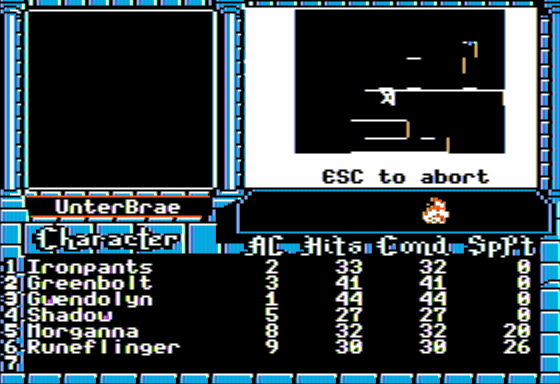 ESC to abort
UnterBrae
Character AC Hits Cond SpPt
1 Ironpants 2 33 32 0
2 Greenbolt 3 41 41 0
3 Gwendolyn 1 44 44 0
4 Shadow 5 27 27 0
5 Morganna 8 32 32 20
6 Runeflinger 9 30 30 26
7